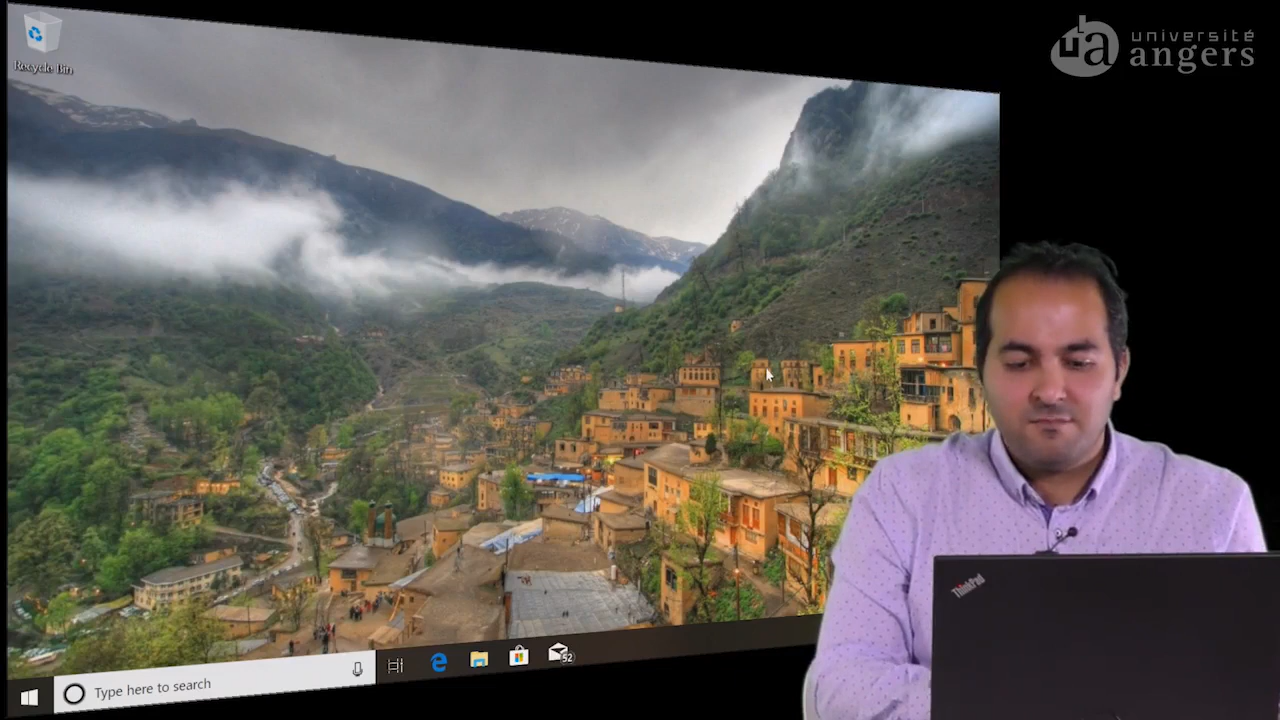 Recycle Bin
université
angers
ThinkPad
52
Type here to search